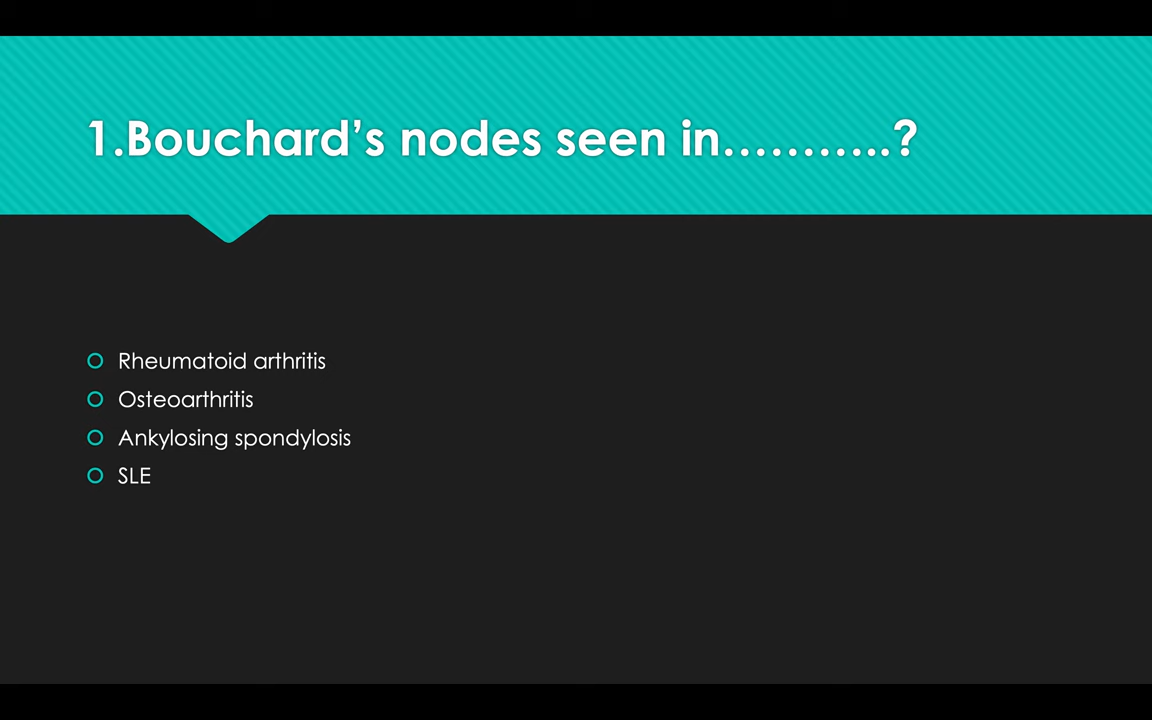 1.Bouchard’s nodes seen in………..?
Rheumatoid arthritis
Osteoarthritis
Ankylosing spondylosis
SLE